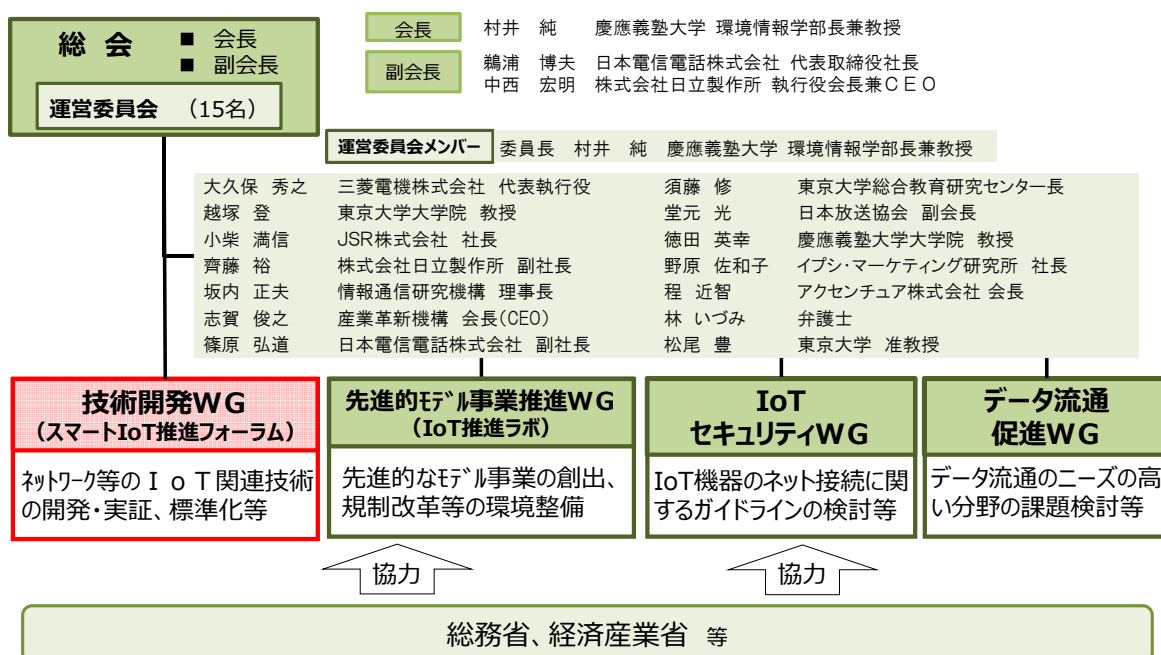 総 会
■ 会長
■ 副会長
運営委員会 （15名）
会長 村井 純 慶應義塾大学 環境情報学部長兼教授
副会長
鵜浦 博夫 日本電信電話株式会社 代表取締役社長
中西 宏明 株式会社日立製作所 執行役会長兼ＣＥＯ
運営委員会メンバー 委員長 村井 純 慶應義塾大学 環境情報学部長兼教授
大久保 秀之 三菱電機株式会社 代表執行役
越塚 登 東京大学大学院 教授
小柴 満信 JSR株式会社 社長
齊藤 裕 株式会社日立製作所 副社長
坂内 正夫 情報通信研究機構 理事長
志賀 俊之 産業革新機構 会長（CEO）
篠原 弘道 日本電信電話株式会社 副社長
須藤 修 東京大学総合教育研究センター長
堂元 光 日本放送協会 副会長
徳田 英幸 慶應義塾大学大学院 教授
野原 佐和子 イプシ・マーケティング研究所 社長
程 近智 アクセンチュア株式会社 会長
林 いづみ 弁護士
松尾 豊 東京大学 准教授
技術開発WG
（スマートIoT推進フォーラム）
ﾈｯﾄﾜｰｸ等のＩｏＴ関連技術
の開発・実証、標準化等
先進的ﾓﾃﾞﾙ事業推進WG
（IoT推進ラボ）
先進的なﾓﾃﾞﾙ事業の創出、
規制改革等の環境整備
IoT
セキュリティWG
IoT機器のネット接続に関
するガイドラインの検討等
データ流通
促進WG
データ流通のニーズの高
い分野の課題検討等
協力
協力
総務省、経済産業省 等